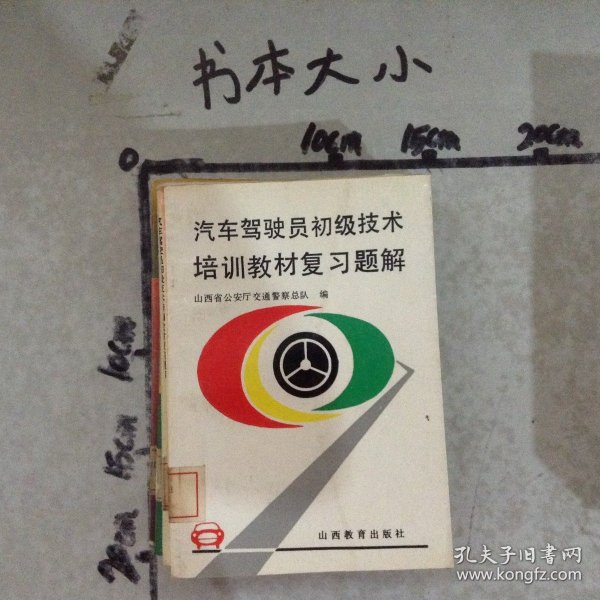 书本大小
0
10cm
15cm
20cm
汽车驾驶员初级技术
培训教材复习题解
山西省公安厅交通警察总队 编
10cm
15cm
20cm
山西教育出版社
孔夫子旧书网
www.kongfz.com